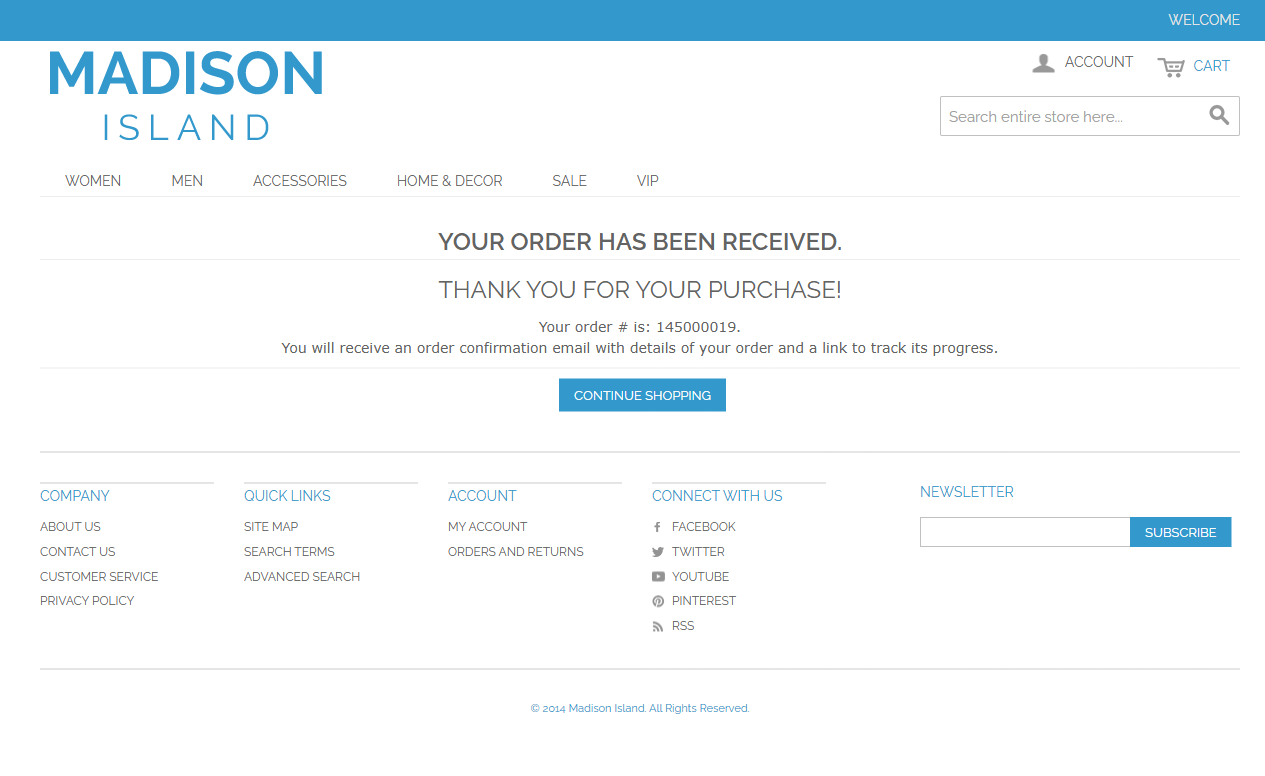 WELCOME
MADISON
ISLAND
ACCOUNT
CART
Search entire store here...
WOMEN MEN ACCESSORIES HOME & DECOR SALE VIP
YOUR ORDER HAS BEEN RECEIVED.
THANK YOU FOR YOUR PURCHASE!
Your order # is: 145000019.
You will receive an order confirmation email with details of your order and a link to track its progress.
CONTINUE SHOPPING
COMPANY
ABOUT US
CONTACT US
CUSTOMER SERVICE
PRIVACY POLICY
QUICK LINKS
SITE MAP
SEARCH TERMS
ADVANCED SEARCH
ACCOUNT
MY ACCOUNT
ORDERS AND RETURNS
CONNECT WITH US
FACEBOOK
TWITTER
YOUTUBE
PINTEREST
RSS
NEWSLETTER
SUBSCRIBE
© 2014 Madison Island. All Rights Reserved.